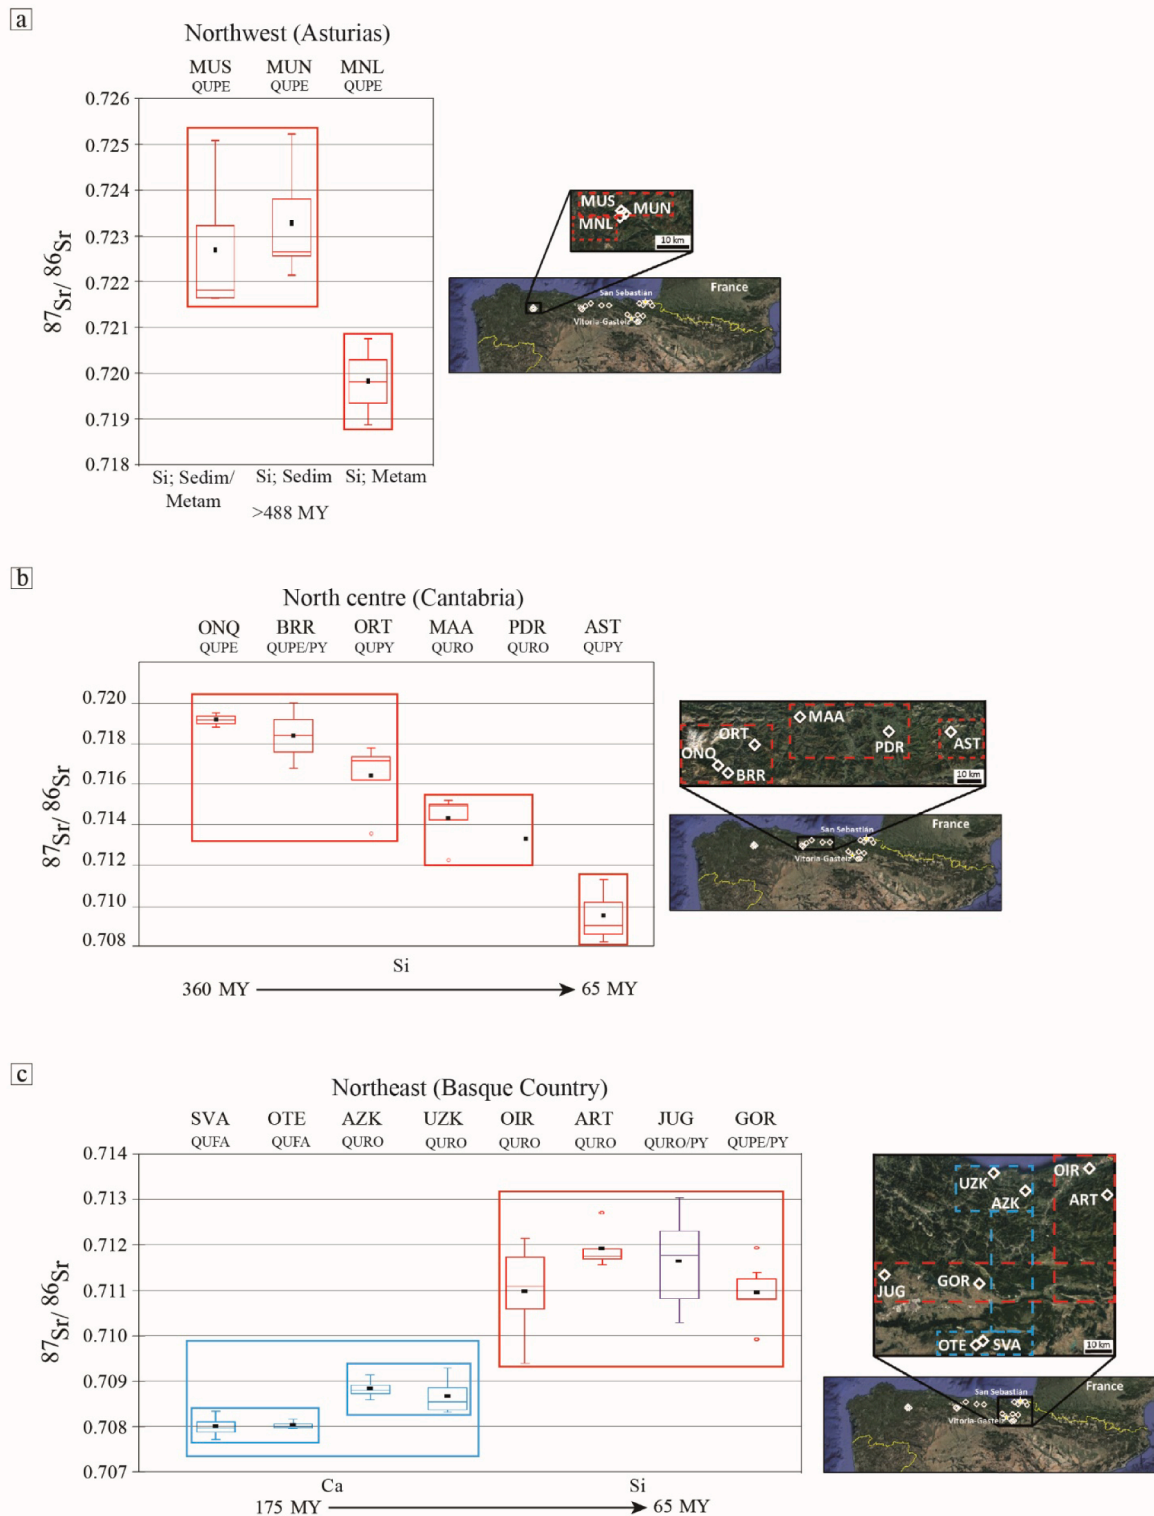 a
Northwest (Asturias)
MUS MUN MNL
QUPE QUPE QUPE
0.726
0.725
0.724
0.723
0.722
0.721
0.720
0.719
0.718
87Sr/ 86Sr
Si; Sedim/ Metam
Si; Sedim
Si; Metam
>488 MY
MUS
MUN
MNL
10 km
San Sebastián
France
Vitoria-Gasteiz
b
North centre (Cantabria)
ONQ BRR ORT MAA PDR AST
QUPE QUPE/PY QUPY QURO QURO QUPY
0.720
0.718
0.716
0.714
0.712
0.710
0.708
87Sr/ 86Sr
Si
360 MY 65 MY
MAA
ORT
PDR
AST
ONQ
BRR
10 km
San Sebastián
France
Vitoria-Gasteiz
c
Northeast (Basque Country)
SVA OTE AZK UZK OIR ART JUG GOR
QUFA QUFA QURO QURO QURO QURO QURO/PY QUPE/PY
0.714
0.713
0.712
0.711
0.710
0.709
0.708
0.707
87Sr/ 86Sr
Ca Si
175 MY 65 MY
OIR
UZK
AZK
ART
GOR
JUG
OTE
SVA
10 km
San Sebastián
France
Vitoria-Gasteiz